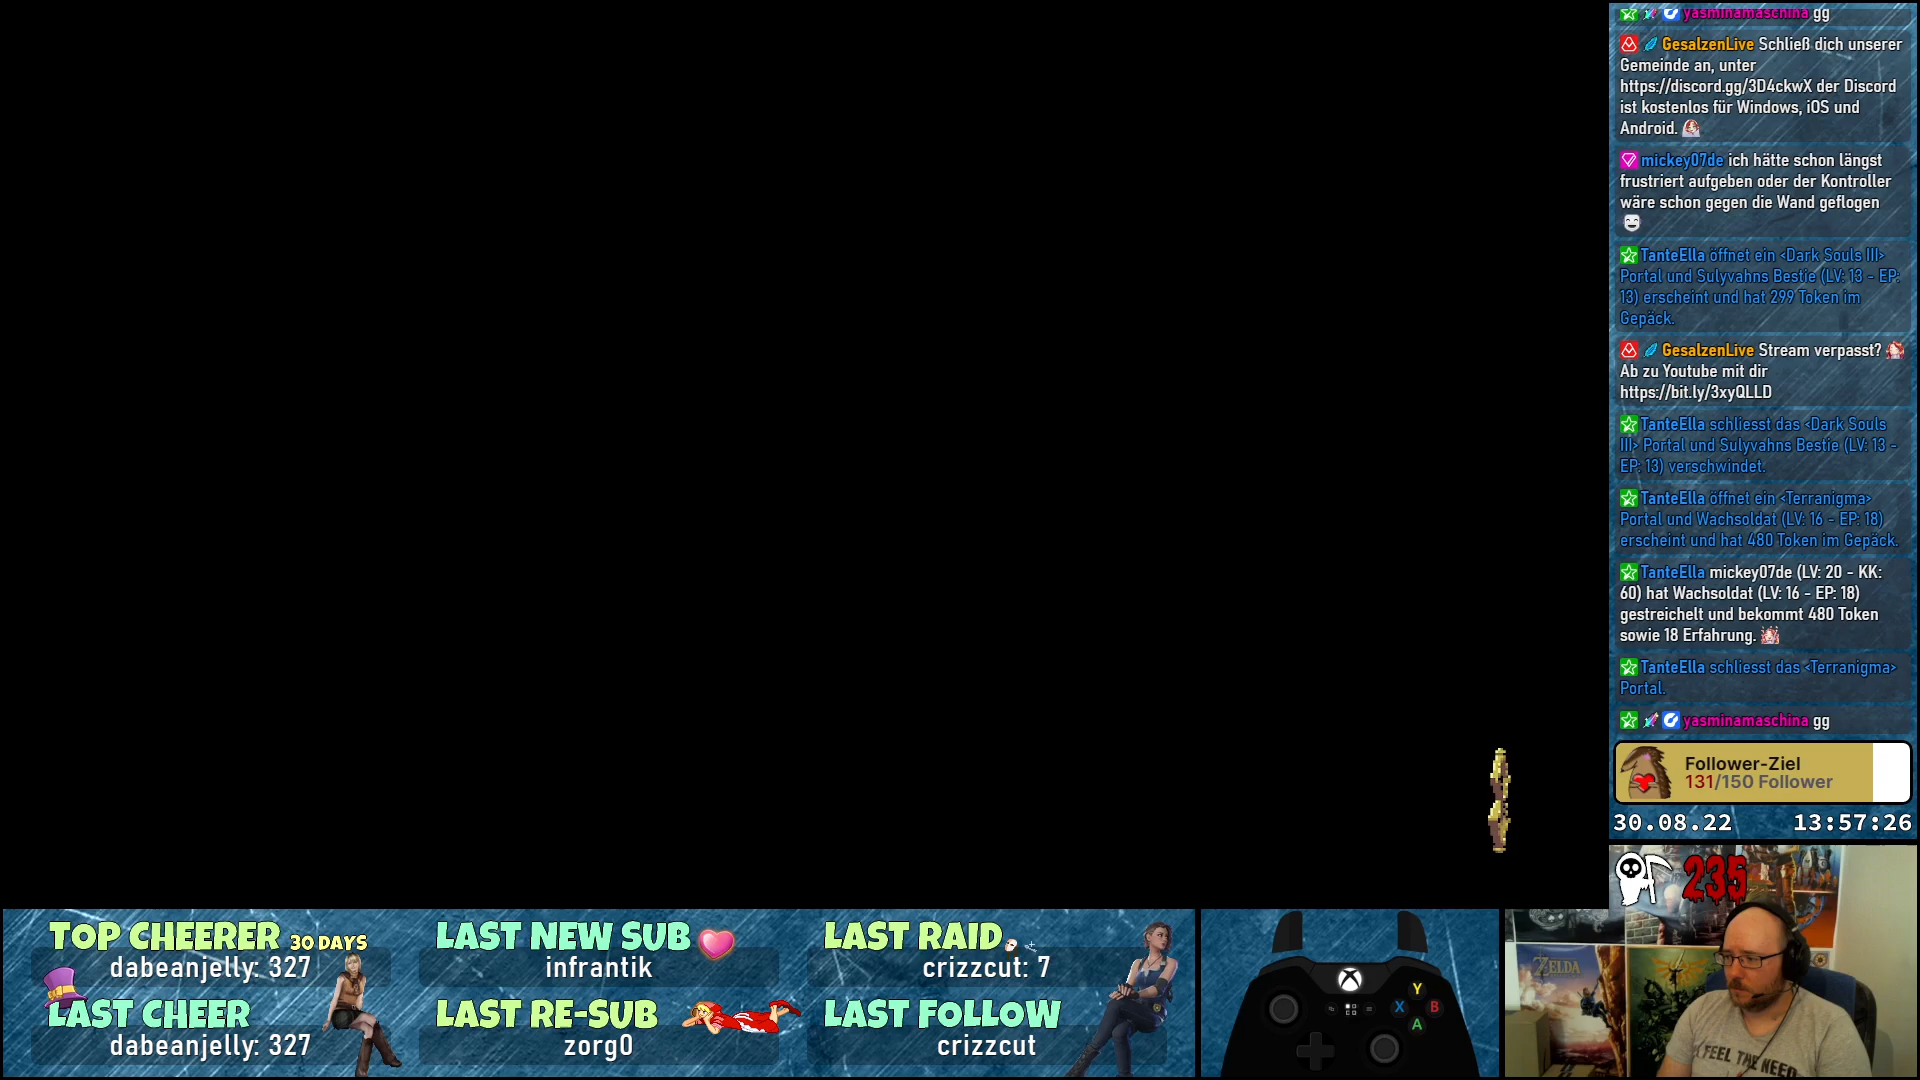 yasminamaschina gg
GesalzenLive Schließ dich unserer
Gemeinde an, unter
https://discord.gg/3D4ckwX der Discord
ist kostenlos für Windows, iOS und
Android.
mickey07de ich hätte schon längst
frustriert aufgeben oder der Kontroller
wäre schon gegen die Wand geflogen
TanteElla öffnet ein <Dark Souls III>
Portal und Sulyvahns Bestie (LV: 13 - EP:
13) erscheint und hat 299 Token im
Gepäck.
GesalzenLive Stream verpasst?
Ab zu Youtube mit dir
https://bit.ly/3xyQLLD
TanteElla schliesst das <Dark Souls
III> Portal und Sulyvahns Bestie (LV: 13 -
EP: 13) verschwindet.
TanteElla öffnet ein <Terranigma>
Portal und Wachsoldat (LV: 16 - EP: 18)
erscheint und hat 480 Token im Gepäck.
TanteElla mickey07de (LV: 20 - KK:
60) hat Wachsoldat (LV: 16 - EP: 18)
gestreichelt und bekommt 480 Token
sowie 18 Erfahrung.
TanteElla schliesst das <Terranigma>
Portal.
yasminamaschina gg
Follower-Ziel
131/150 Follower
30.08.22 13:57:26
235
TOP CHEERER 30 DAYS
dabeanjelly: 327
LAST CHEER
dabeanjelly: 327
LAST NEW SUB
infrantik
LAST RE-SUB
zorg0
LAST RAID
crizzcut: 7
LAST FOLLOW
crizzcut
Y
X B
A
ZELDA
I FEEL THE NEED